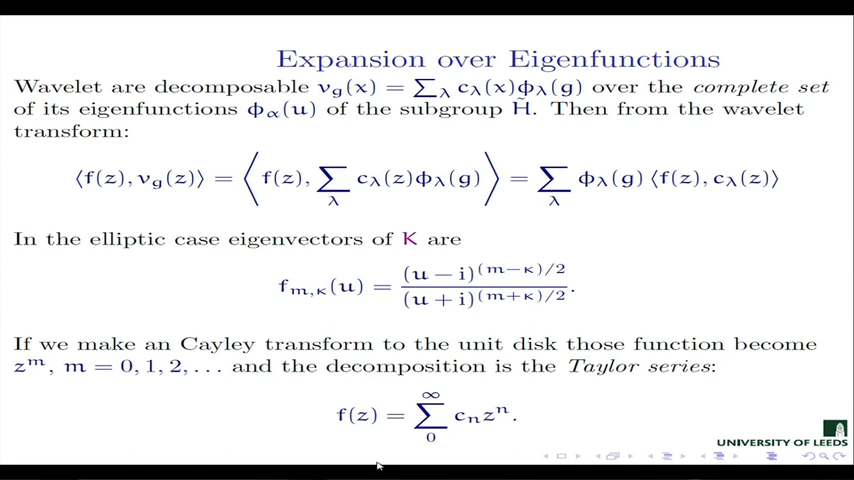 Expansion over Eigenfunctions
Wavelet are decomposable v_g(x) = ∑_λ c_λ(x)ϕ_λ(g) over the complete set
of its eigenfunctions ϕ_α(u) of the subgroup H̃. Then from the wavelet
transform:
⟨f(z), v_g(z)⟩ = ⟨f(z), ∑_λ c_λ(z)ϕ_λ(g)⟩ = ∑_λ ϕ_λ(g) ⟨f(z), c_λ(z)⟩
In the elliptic case eigenvectors of K are
f_{m,κ}(u) = (u − i)^{(m−κ)/2} / (u + i)^{(m+κ)/2}.
If we make an Cayley transform to the unit disk those function become
z^m, m = 0, 1, 2, . . . and the decomposition is the Taylor series:
f(z) = ∑_0^∞ c_n z^n.
UNIVERSITY OF LEEDS